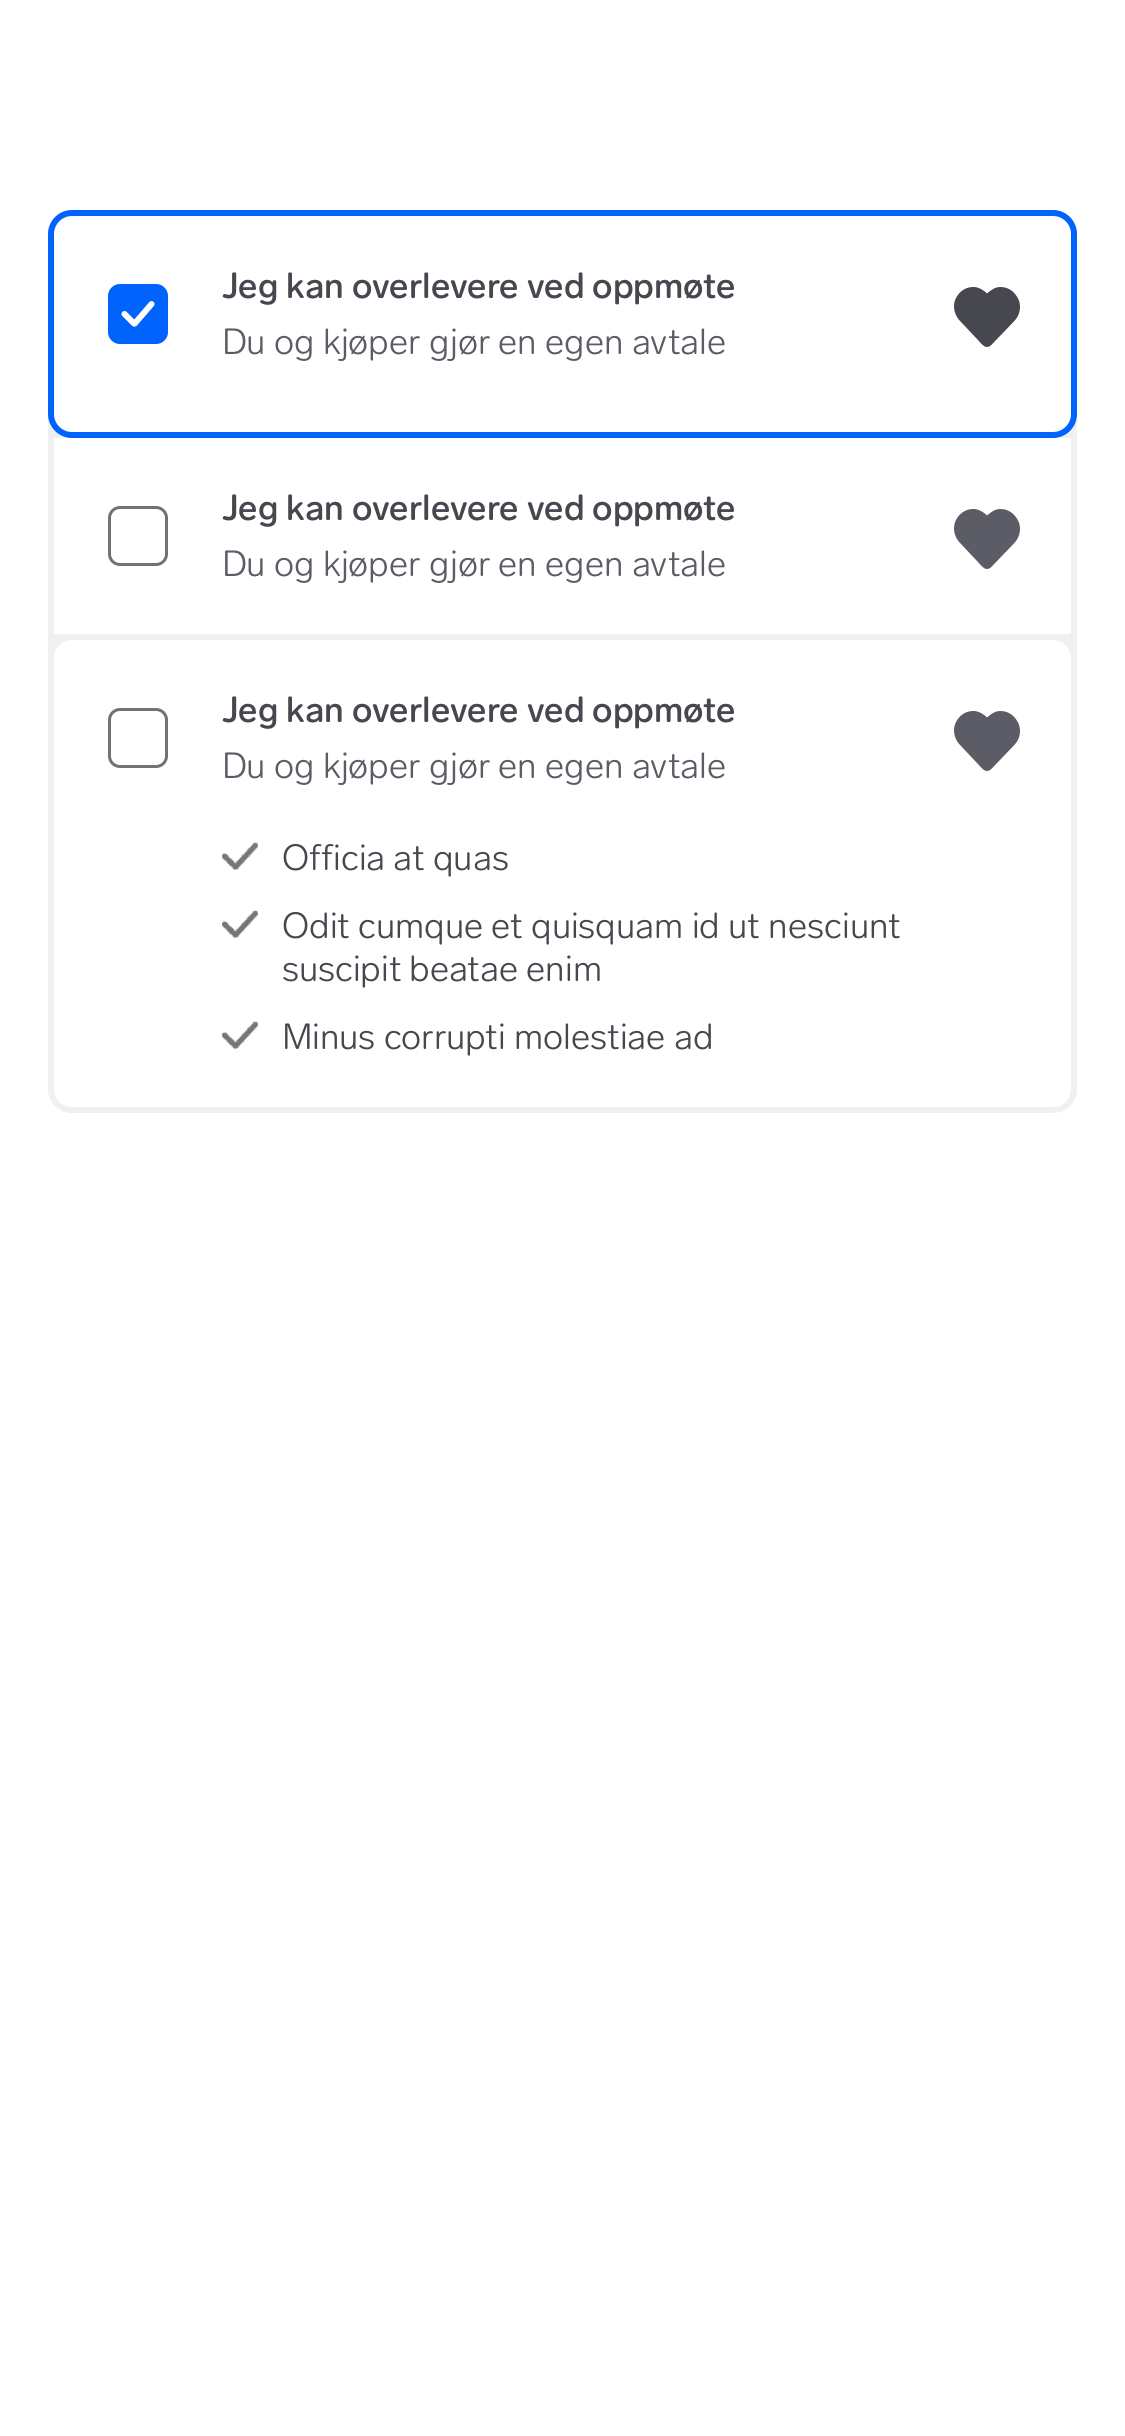 Jeg kan overlevere ved oppmøte
Du og kjøper gjør en egen avtale
Jeg kan overlevere ved oppmøte
Du og kjøper gjør en egen avtale
Jeg kan overlevere ved oppmøte
Du og kjøper gjør en egen avtale
Officia at quas
Odit cumque et quisquam id ut nesciunt
suscipit beatae enim
Minus corrupti molestiae ad